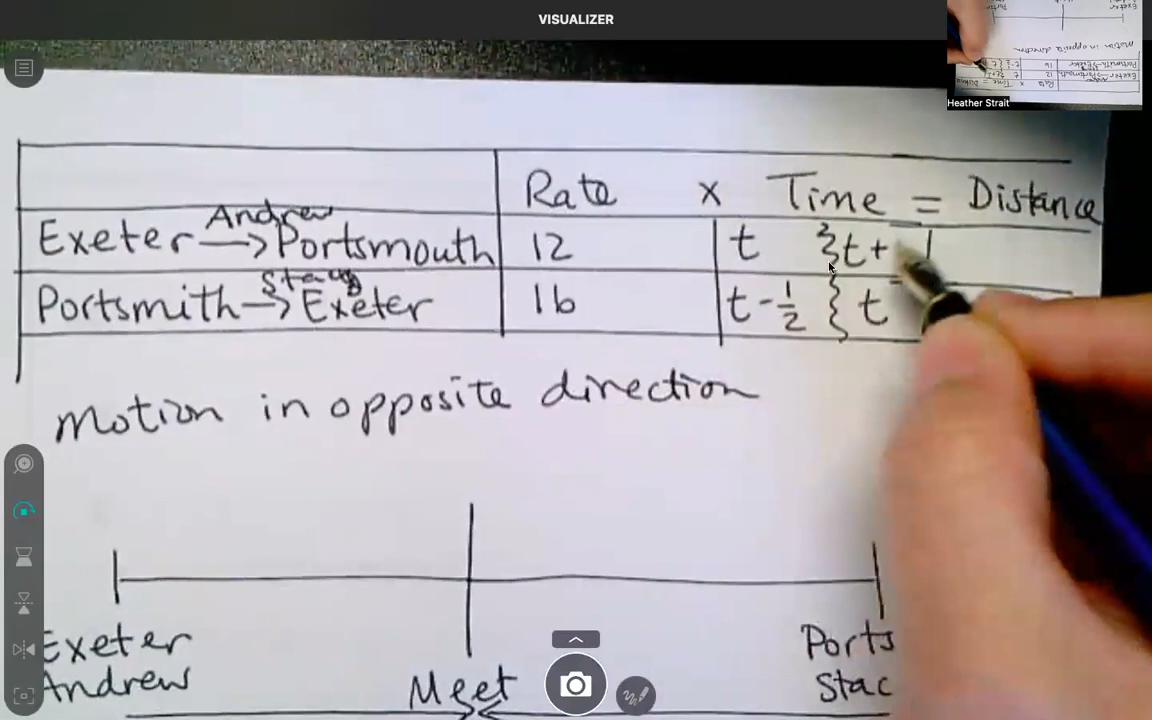 VISUALIZER
Heather Strait
Rate x Time = Distance
Andrew
Exeter → Portsmouth 12 t } t + 1
Portsmith → Exeter 16 t - 1/2 } t
motion in opposite direction
Exeter Ports
Andrew Meet Stac